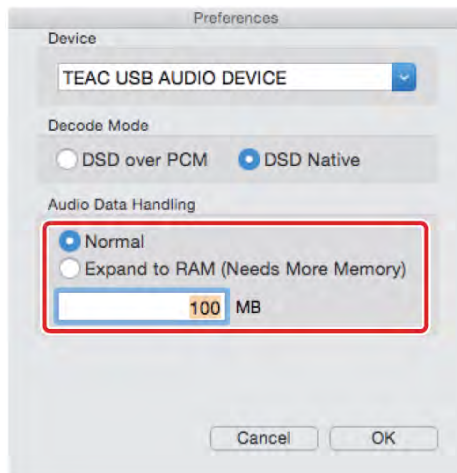 Preferences
Device
TEAC USB AUDIO DEVICE
Decode Mode
DSD over PCM DSD Native
Audio Data Handling
Normal
Expand to RAM (Needs More Memory)
100 MB
Cancel OK